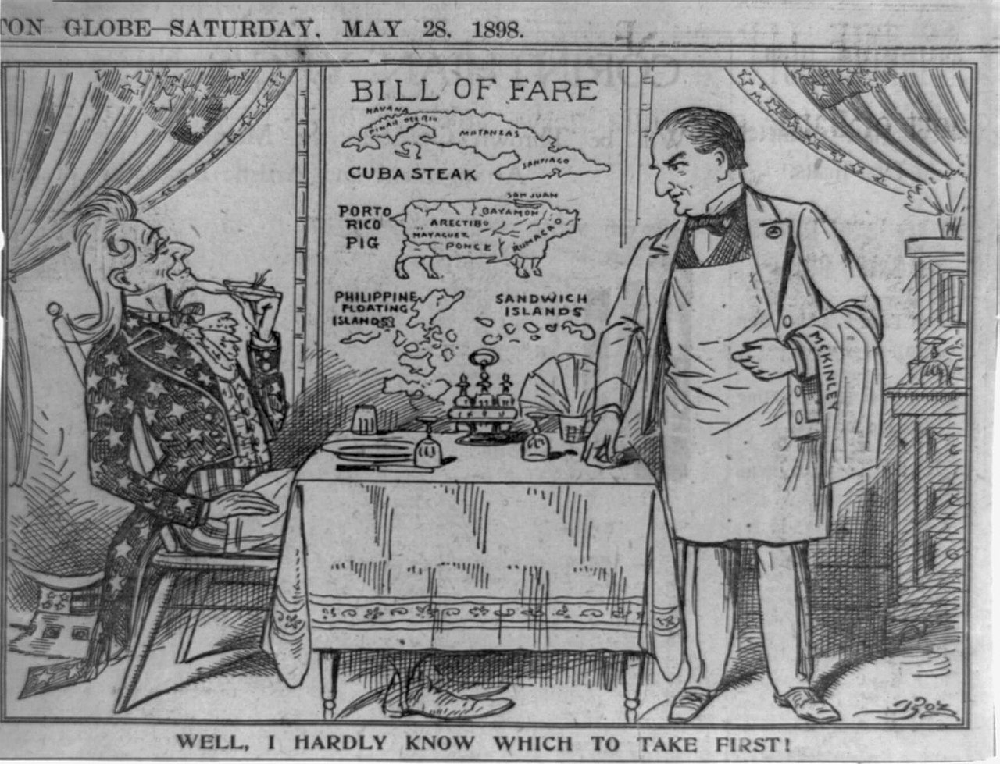 TON GLOBE—SATURDAY, MAY 28, 1898.
BILL OF FARE
HAVANA
PINAR DEL RIO
MATANZAS
SANTIAGO
CUBA STEAK
SAN JUAN
PORTO
RICO
PIG
BAYAMON
ARECTIBO
MAYAGUEZ
PONCE
HUMACAO
PHILIPPINE
FLOATING
ISLANDS
SANDWICH
ISLANDS
McKINLEY
Boz
WELL, I HARDLY KNOW WHICH TO TAKE FIRST!